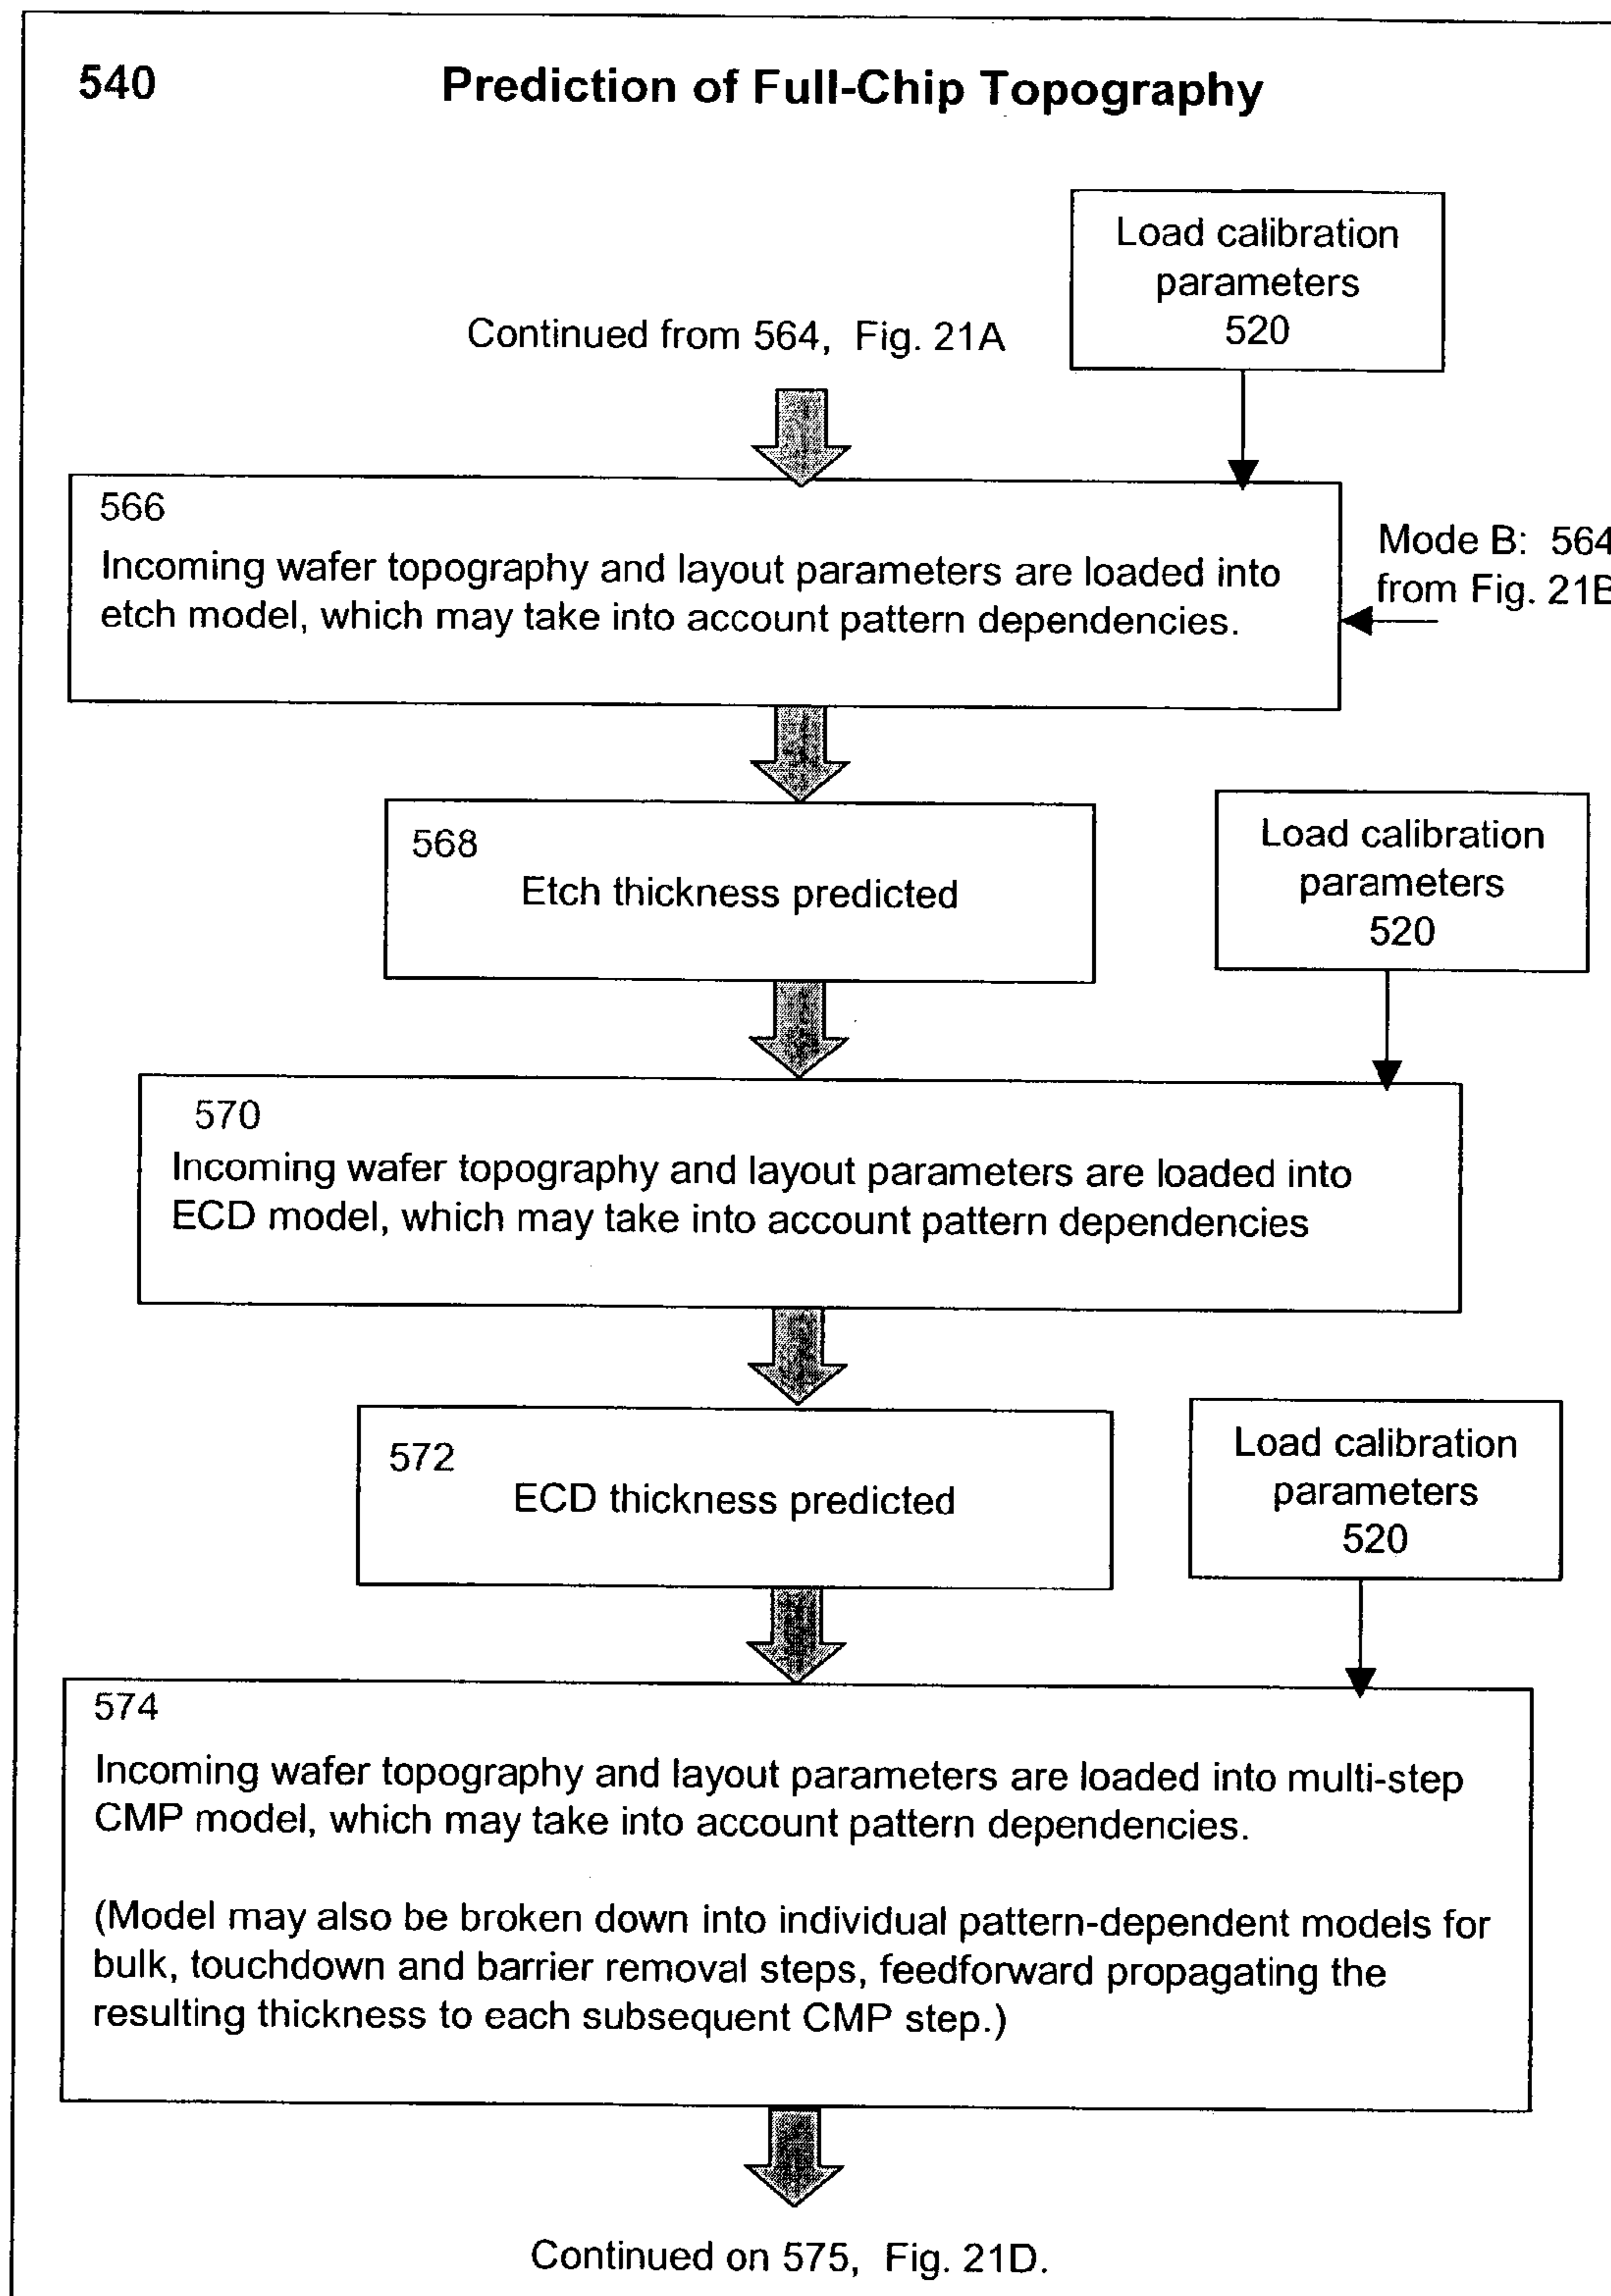 540
Prediction of Full-Chip Topography
Load calibration
parameters
520
Continued from 564, Fig. 21A
566
Incoming wafer topography and layout parameters are loaded into
etch model, which may take into account pattern dependencies.
Mode B: 564
from Fig. 21B
568
Etch thickness predicted
Load calibration
parameters
520
570
Incoming wafer topography and layout parameters are loaded into
ECD model, which may take into account pattern dependencies
572
ECD thickness predicted
Load calibration
parameters
520
574
Incoming wafer topography and layout parameters are loaded into multi-step
CMP model, which may take into account pattern dependencies.
(Model may also be broken down into individual pattern-dependent models for
bulk, touchdown and barrier removal steps, feedforward propagating the
resulting thickness to each subsequent CMP step.)
Continued on 575, Fig. 21D.